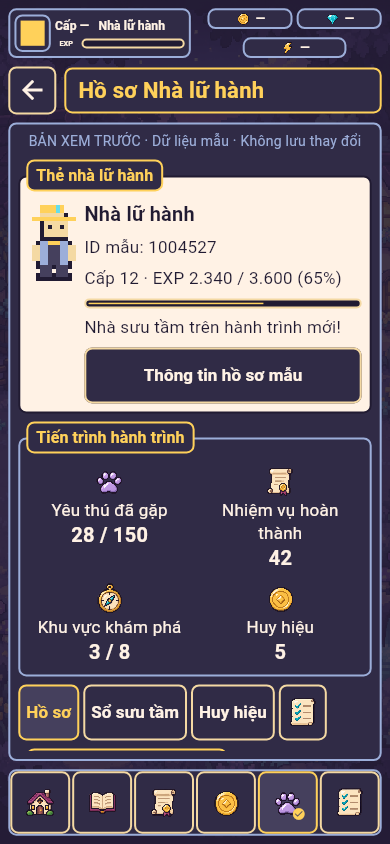 Cấp — Nhà lữ hành
EXP
—
—
—
Hồ sơ Nhà lữ hành
BẢN XEM TRƯỚC · Dữ liệu mẫu · Không lưu thay đổi
Thẻ nhà lữ hành
Nhà lữ hành
ID mẫu: 1004527
Cấp 12 · EXP 2.340 / 3.600 (65%)
Nhà sưu tầm trên hành trình mới!
Thông tin hồ sơ mẫu
Tiến trình hành trình
Yêu thú đã gặp
28 / 150
Nhiệm vụ hoàn
thành
42
Khu vực khám phá
3 / 8
Huy hiệu
5
Hồ sơ
Sổ sưu tầm
Huy hiệu